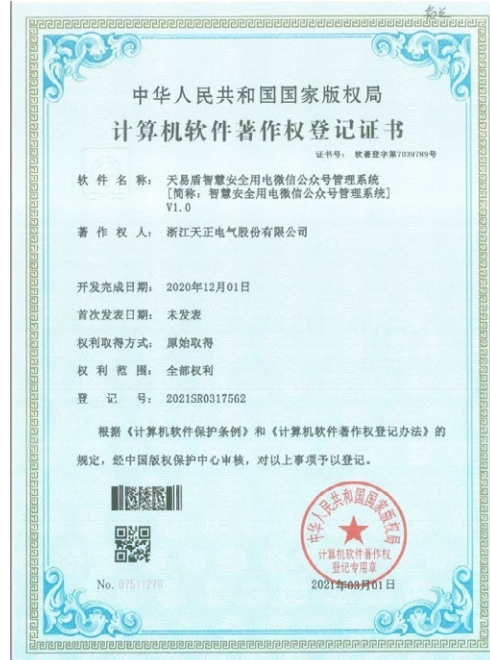 中华人民共和国国家版权局
计算机软件著作权登记证书
证书号： 软著登字第7039789号
软件名称： 天易盾智慧安全用电微信公众号管理系统
[简称：智慧安全用电微信公众号管理系统]
V1.0
著作权人： 浙江天正电气股份有限公司
开发完成日期： 2020年12月01日
首次发表日期： 未发表
权利取得方式： 原始取得
权利范围： 全部权利
登记号： 2021SR0317562
根据《计算机软件保护条例》和《计算机软件著作权登记办法》的
规定，经中国版权保护中心审核，对以上事项予以登记。
中华人民共和国国家版权局
计算机软件著作权
登记专用章
No. 07511276
2021年03月01日